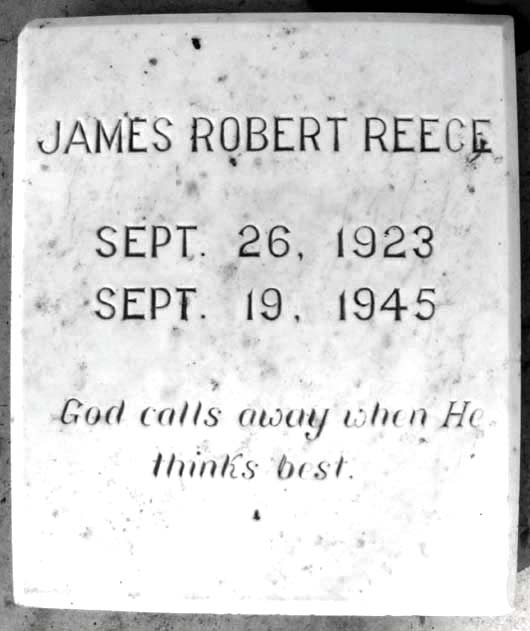 JAMES ROBERT REECE
SEPT. 26, 1923
SEPT. 19, 1945
God calls away when He
thinks best.